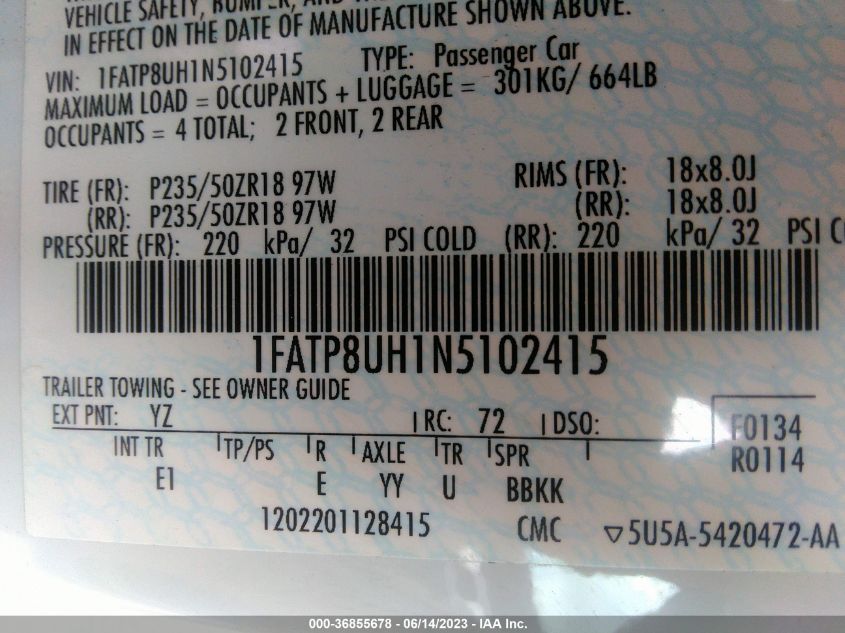 VEHICLE SAFETY, BUMPER, AND
IN EFFECT ON THE DATE OF MANUFACTURE SHOWN ABOVE.
VIN: 1FATP8UH1N5102415 TYPE: Passenger Car
MAXIMUM LOAD = OCCUPANTS + LUGGAGE = 301KG/ 664LB
OCCUPANTS = 4 TOTAL; 2 FRONT, 2 REAR
TIRE (FR): P235/50ZR18 97W RIMS (FR): 18x8.0J
(RR): P235/50ZR18 97W (RR): 18x8.0J
PRESSURE (FR): 220 kPa/ 32 PSI COLD (RR): 220 kPa/ 32 PSI
1FATP8UH1N5102415
TRAILER TOWING - SEE OWNER GUIDE
EXT PNT: YZ RC: 72 DSO: F0134
INT TR TP/PS R AXLE TR SPR R0114
E1 E YY U BBKK
1202201128415 CMC ▽5U5A-5420472-AA
000-36855678 - 06/14/2023 - IAA Inc.